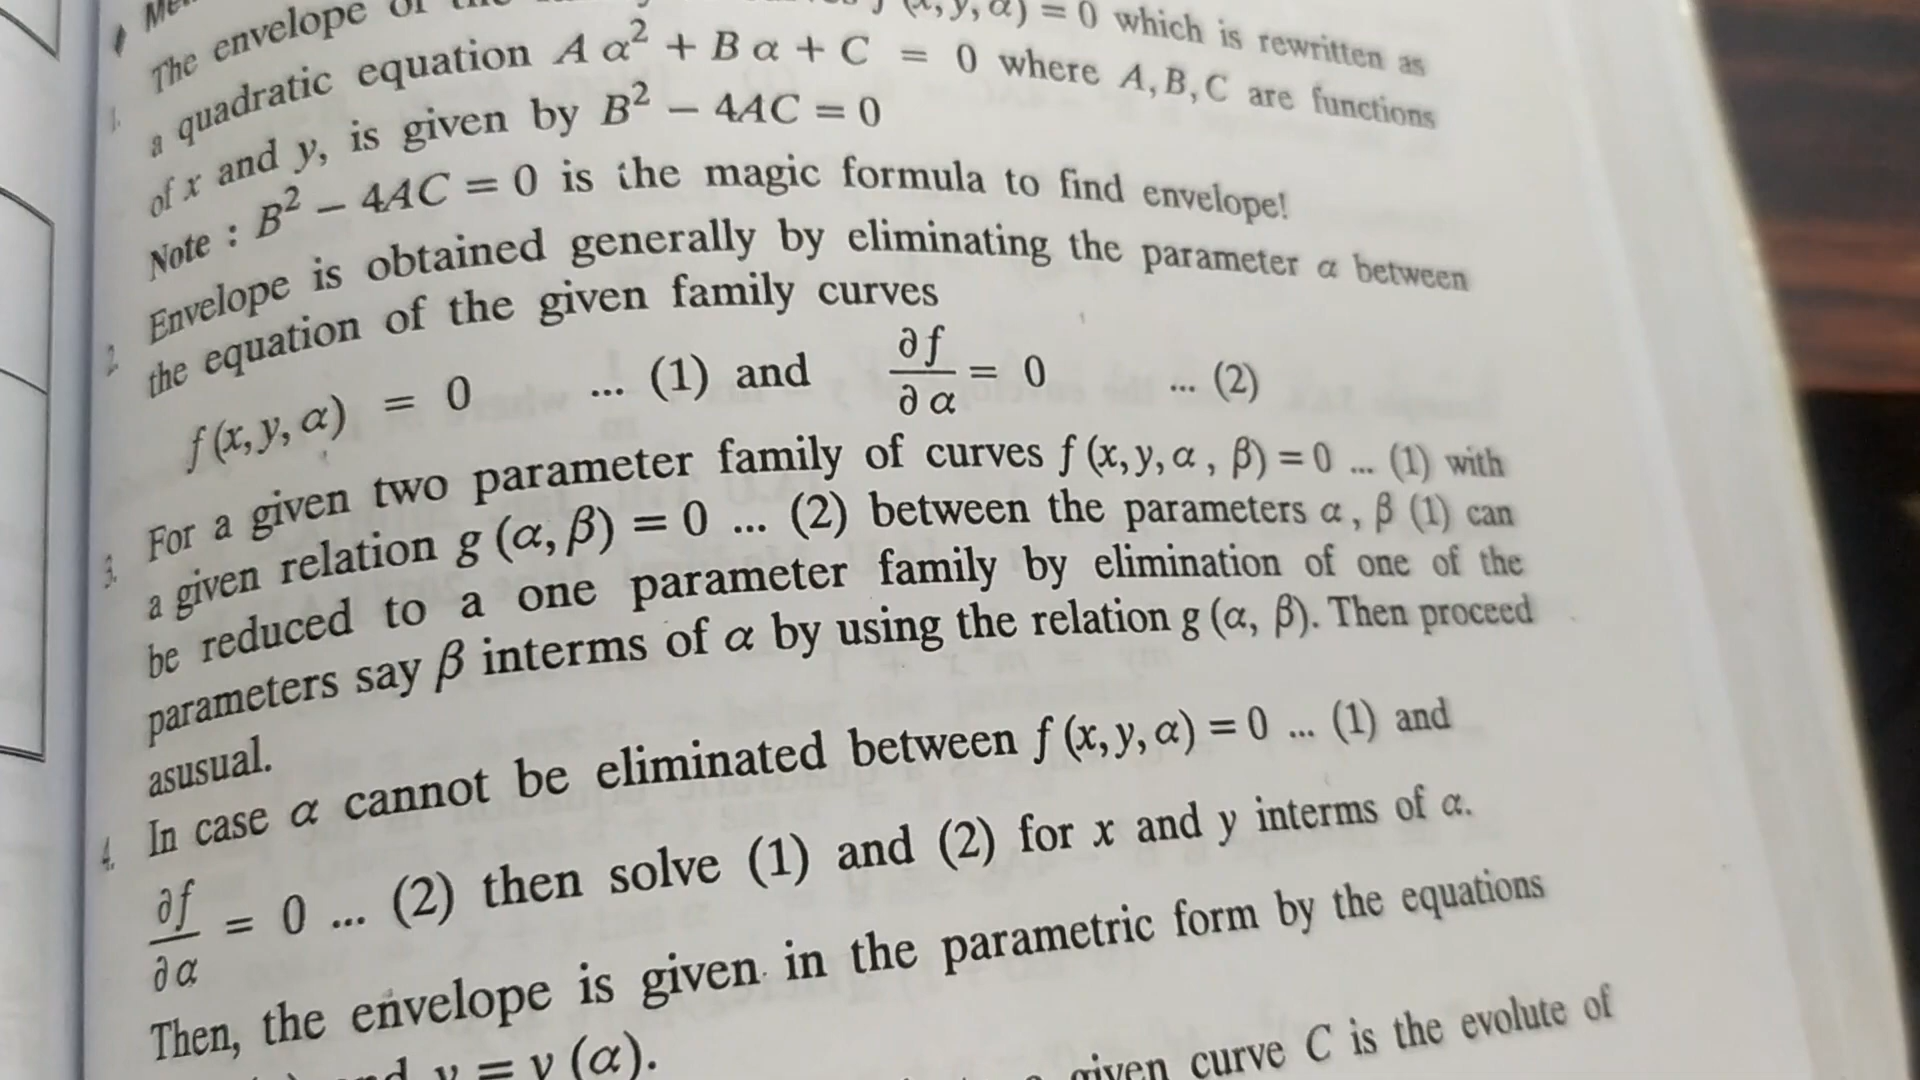 The envelope of (x, y, α) = 0 which is rewritten as
1. a quadratic equation A α² + B α + C = 0 where A, B, C are functions
of x and y, is given by B² − 4AC = 0
Note : B² − 4AC = 0 is the magic formula to find envelope!
2. Envelope is obtained generally by eliminating the parameter α between
the equation of the given family curves
f (x, y, α) = 0 ... (1) and ∂f/∂α = 0 ... (2)
3. For a given two parameter family of curves f (x, y, α , β) = 0 ... (1) with
a given relation g (α, β) = 0 ... (2) between the parameters α , β (1) can
be reduced to a one parameter family by elimination of one of the
parameters say β interms of α by using the relation g (α, β). Then proceed
asusual.
4. In case α cannot be eliminated between f (x, y, α) = 0 ... (1) and
∂f/∂α = 0 ... (2) then solve (1) and (2) for x and y interms of α.
Then, the envelope is given in the parametric form by the equations
y = y (α).
given curve C is the evolute of